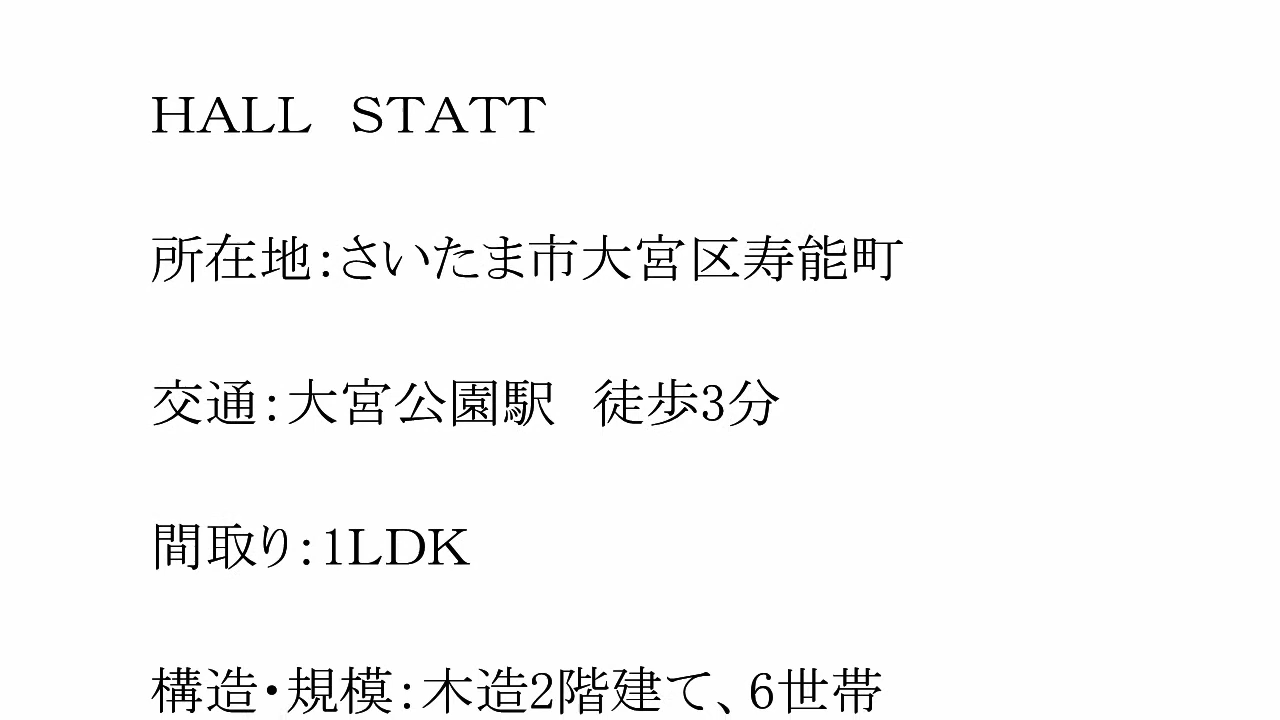 HALL　STATT
所在地：さいたま市大宮区寿能町
交通：大宮公園駅　徒歩3分
間取り：1LDK
構造・規模：木造2階建て、6世帯